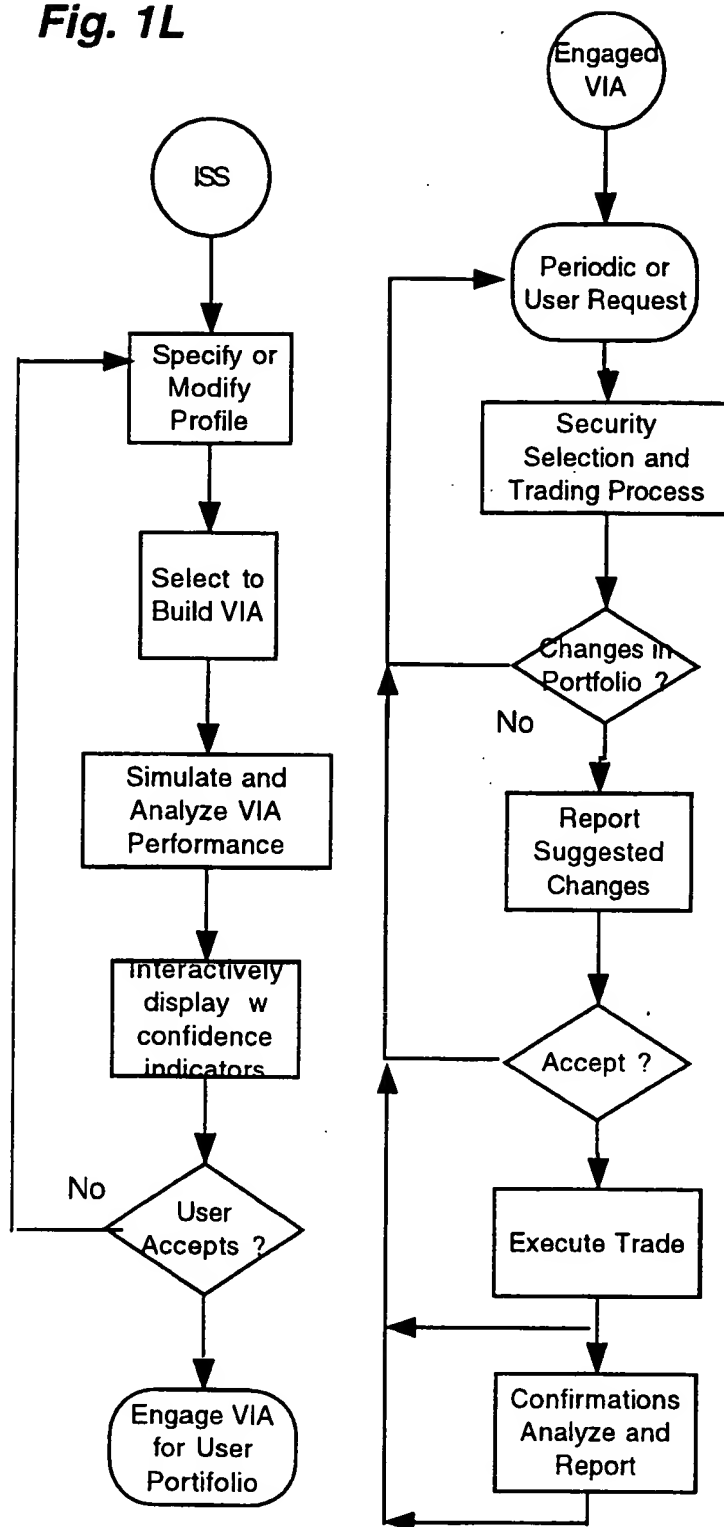 Fig. 1L
ISS
Specify or
Modify
Profile
Select to
Build VIA
Simulate and
Analyze VIA
Performance
Interactively
display w
confidence
indicators
No
User
Accepts ?
Engage VIA
for User
Portifolio
Engaged
VIA
Periodic or
User Request
Security
Selection and
Trading Process
Changes in
Portfolio ?
No
Report
Suggested
Changes
Accept ?
Execute Trade
Confirmations
Analyze and
Report